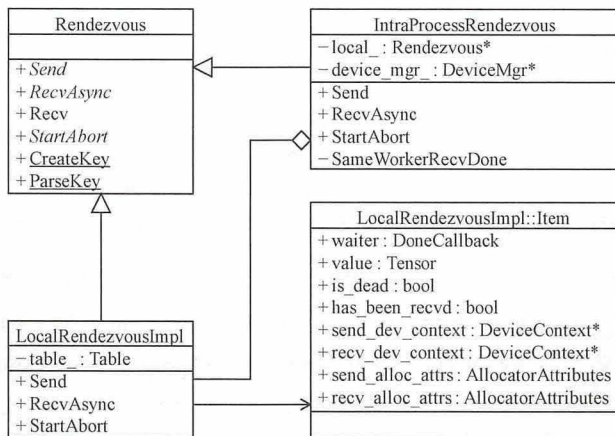 Rendezvous
+Send
+RecvAsync
+Recv
+StartAbort
+CreateKey
+ParseKey
IntraProcessRendezvous
−local_ : Rendezvous*
−device_mgr_ : DeviceMgr*
+Send
+RecvAsync
+StartAbort
−SameWorkerRecvDone
LocalRendezvousImpl
−table_ : Table
+Send
+RecvAsync
+StartAbort
LocalRendezvousImpl::Item
+waiter : DoneCallback
+value : Tensor
+is_dead : bool
+has_been_recvd : bool
+send_dev_context : DeviceContext*
+recv_dev_context : DeviceContext*
+send_alloc_attrs : AllocatorAttributes
+recv_alloc_attrs : AllocatorAttributes